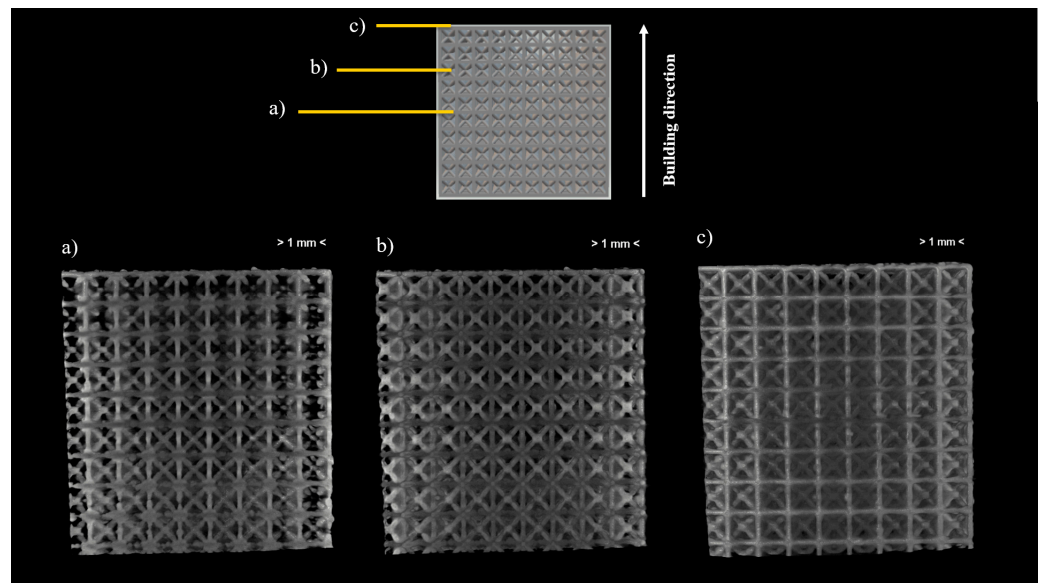 c)
b)
a)
Building direction
a)
> 1 mm <
b)
> 1 mm <
c)
> 1 mm <